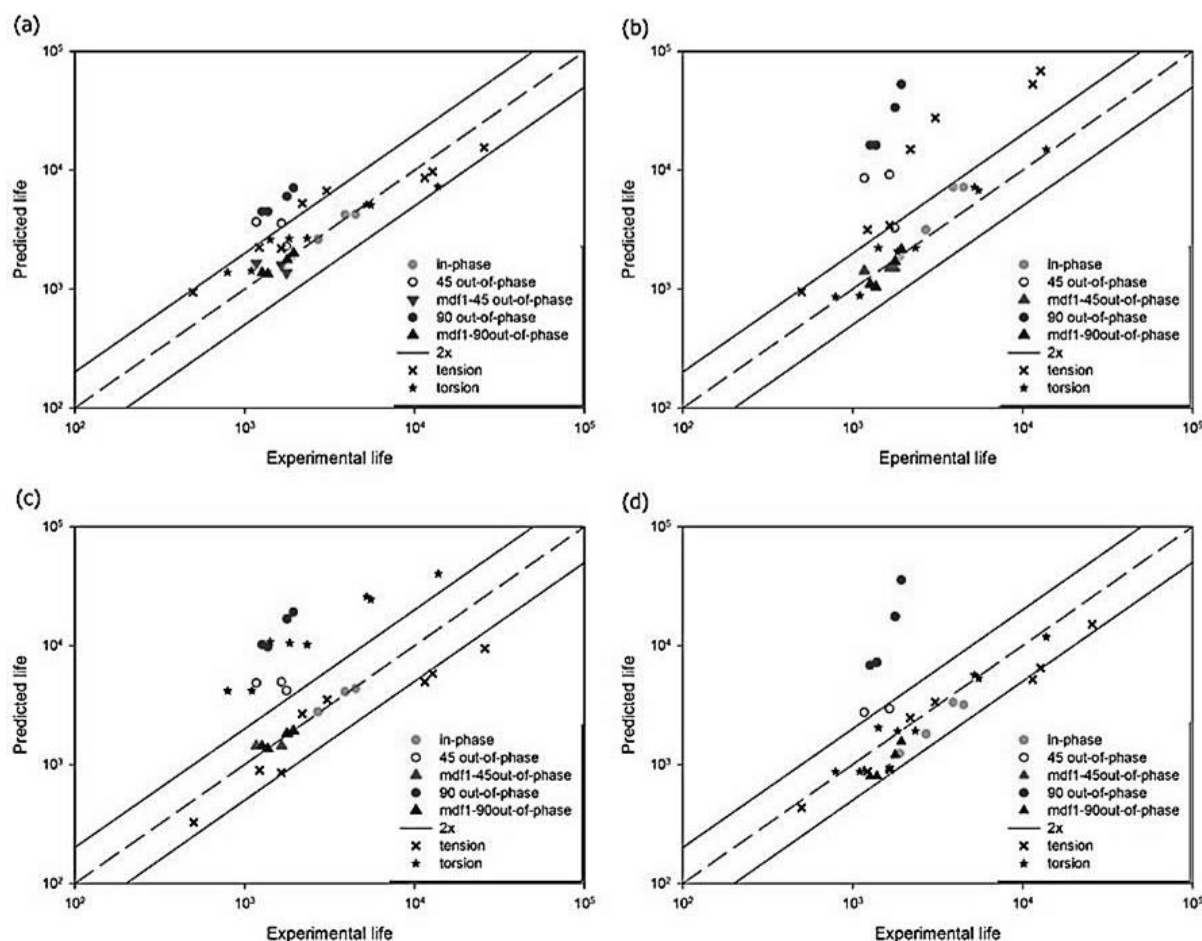 (a)
10⁵
10⁴
10³
10²
Predicted life
in-phase
45 out-of-phase
mdf1-45 out-of-phase
90 out-of-phase
mdf1-90out-of-phase
2x
tension
torsion
10² 10³ 10⁴ 10⁵
Experimental life
(b)
10⁵
10⁴
10³
10²
Predicted life
in-phase
45 out-of-phase
mdf1-45out-of-phase
90 out-of-phase
mdf1-90out-of-phase
2x
tension
torsion
10² 10³ 10⁴ 10⁵
Eperimental life
(c)
10⁵
10⁴
10³
10²
Predicted life
in-phase
45 out-of-phase
mdf1-45out-of-phase
90 out-of-phase
mdf1-90out-of-phase
2x
tension
torsion
10² 10³ 10⁴ 10⁵
Experimental life
(d)
10⁵
10⁴
10³
10²
Predicted life
in-phase
45 out-of-phase
mdf1-45out-of-phase
90 out-of-phase
mdf1-90out-of-phase
2x
tension
torsion
10² 10³ 10⁴ 10⁵
Experimental life